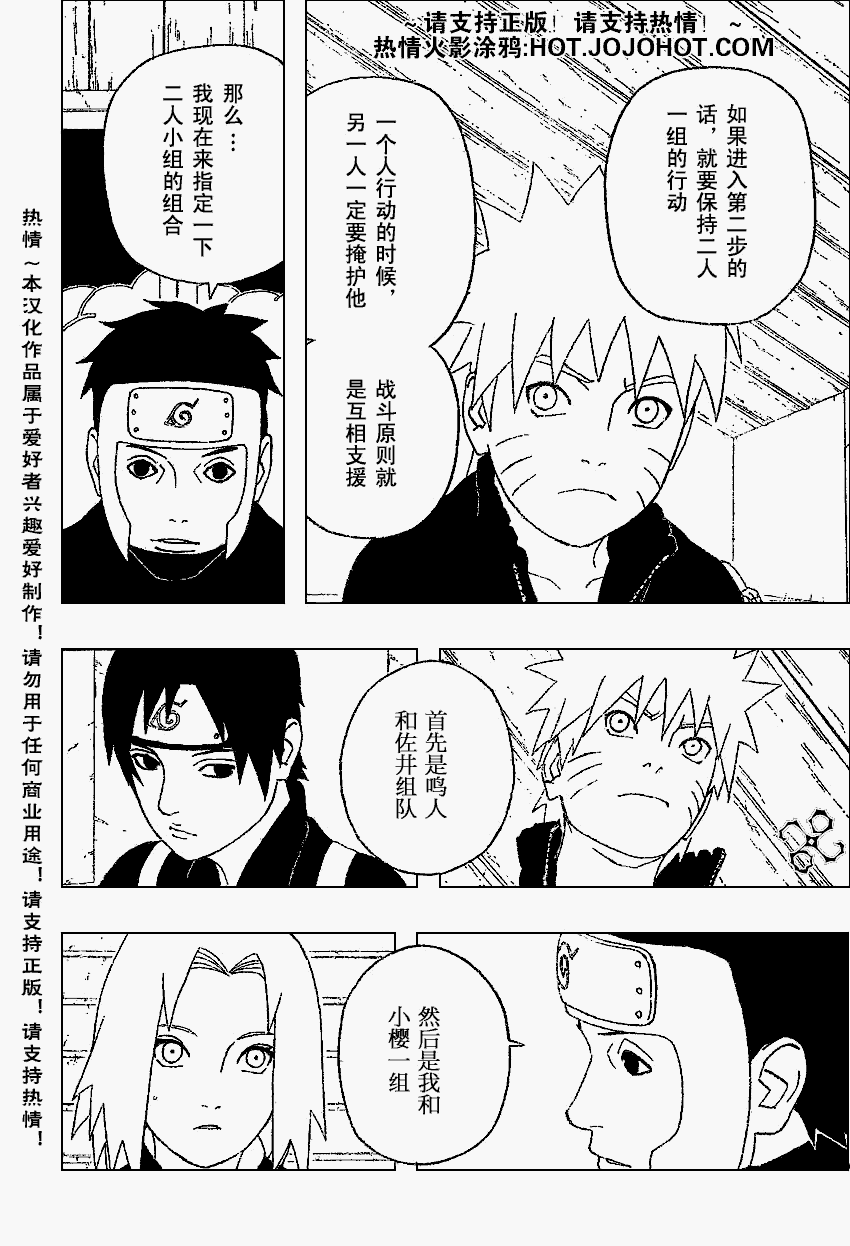 ~请支持正版! 请支持热情! ~
热情火影涂鸦:HOT.JOJOHOT.COM
如果进入第二步的
话,就要保持二人
一组的行动
一个人行动的时候,
另一人一定要掩护他
战斗原则就
是互相支援
那么…
我现在来指定一下
二人小组的组合
首先是鸣人
和佐井组队
然后是我和
小樱一组
热情~本汉化作品属于爱好者兴趣爱好制作!请勿用于任何商业用途!请支持正版!请支持热情!